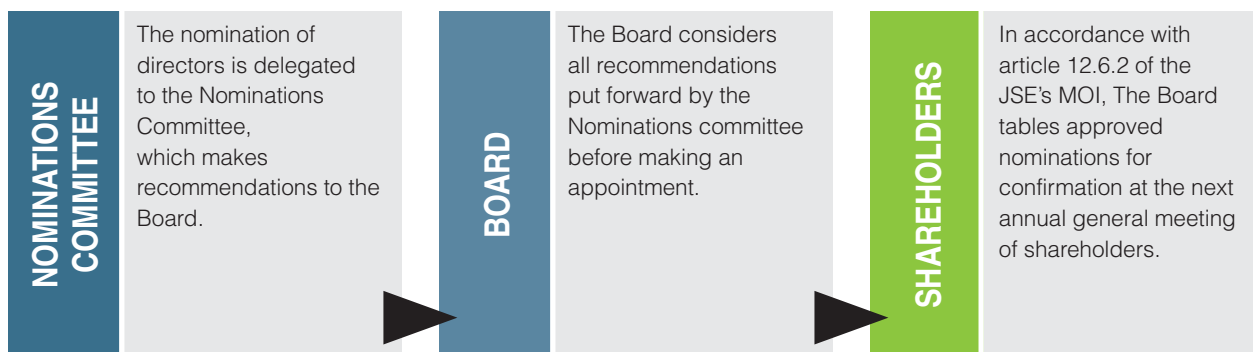 NOMINATIONS
COMMITTEE
The nomination of
directors is delegated
to the Nominations
Committee,
which makes
recommendations to the
Board.
BOARD
The Board considers
all recommendations
put forward by the
Nominations committee
before making an
appointment.
SHAREHOLDERS
In accordance with
article 12.6.2 of the
JSE’s MOI, The Board
tables approved
nominations for
confirmation at the next
annual general meeting
of shareholders.